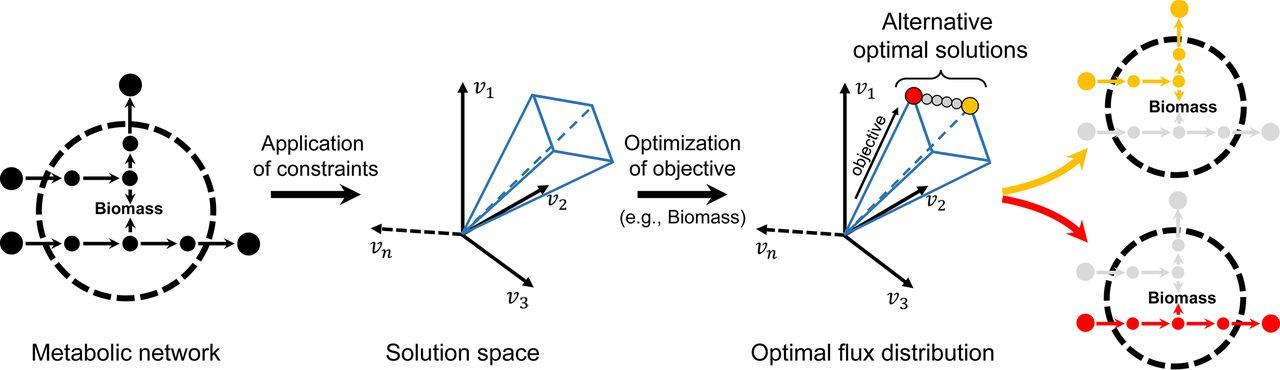 Biomass
Metabolic network
Application
of constraints
v1
v2
v3
vn
Solution space
Optimization
of objective
(e.g., Biomass)
Alternative
optimal solutions
v1
objective
v2
v3
vn
Optimal flux distribution
Biomass
Biomass